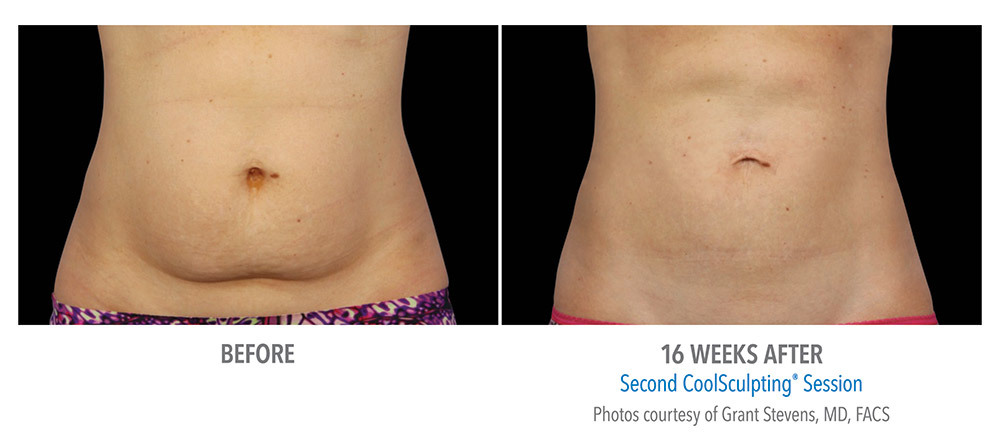 BEFORE
16 WEEKS AFTER
Second CoolSculpting® Session
Photos courtesy of Grant Stevens, MD, FACS